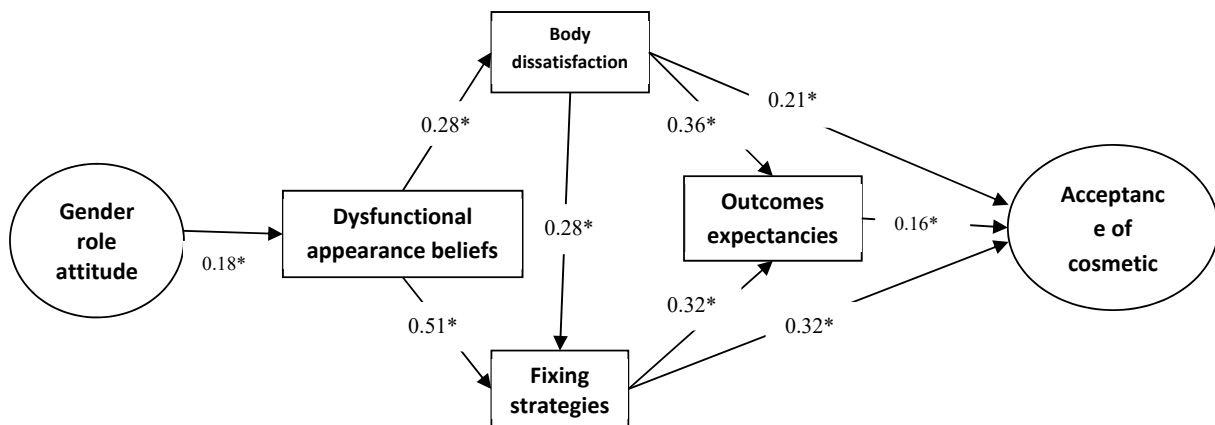 Body
dissatisfaction
0.21*
0.28*
0.36*
Gender
role
attitude
0.18*
Dysfunctional
appearance beliefs
0.28*
Outcomes
expectancies
0.16*
Acceptanc
e of
cosmetic
0.51*
0.32*
0.32*
Fixing
strategies